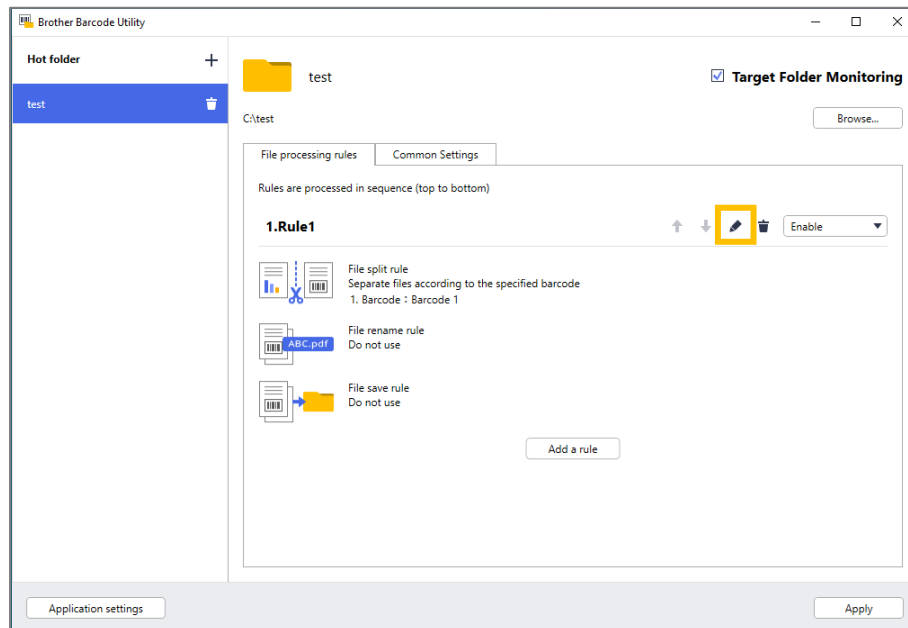 Brother Barcode Utility
Hot folder
test
test
Target Folder Monitoring
C:\test
Browse...
File processing rules
Common Settings
Rules are processed in sequence (top to bottom)
1.Rule1
Enable
File split rule
Separate files according to the specified barcode
1. Barcode : Barcode 1
File rename rule
ABC.pdf
Do not use
File save rule
Do not use
Add a rule
Application settings
Apply